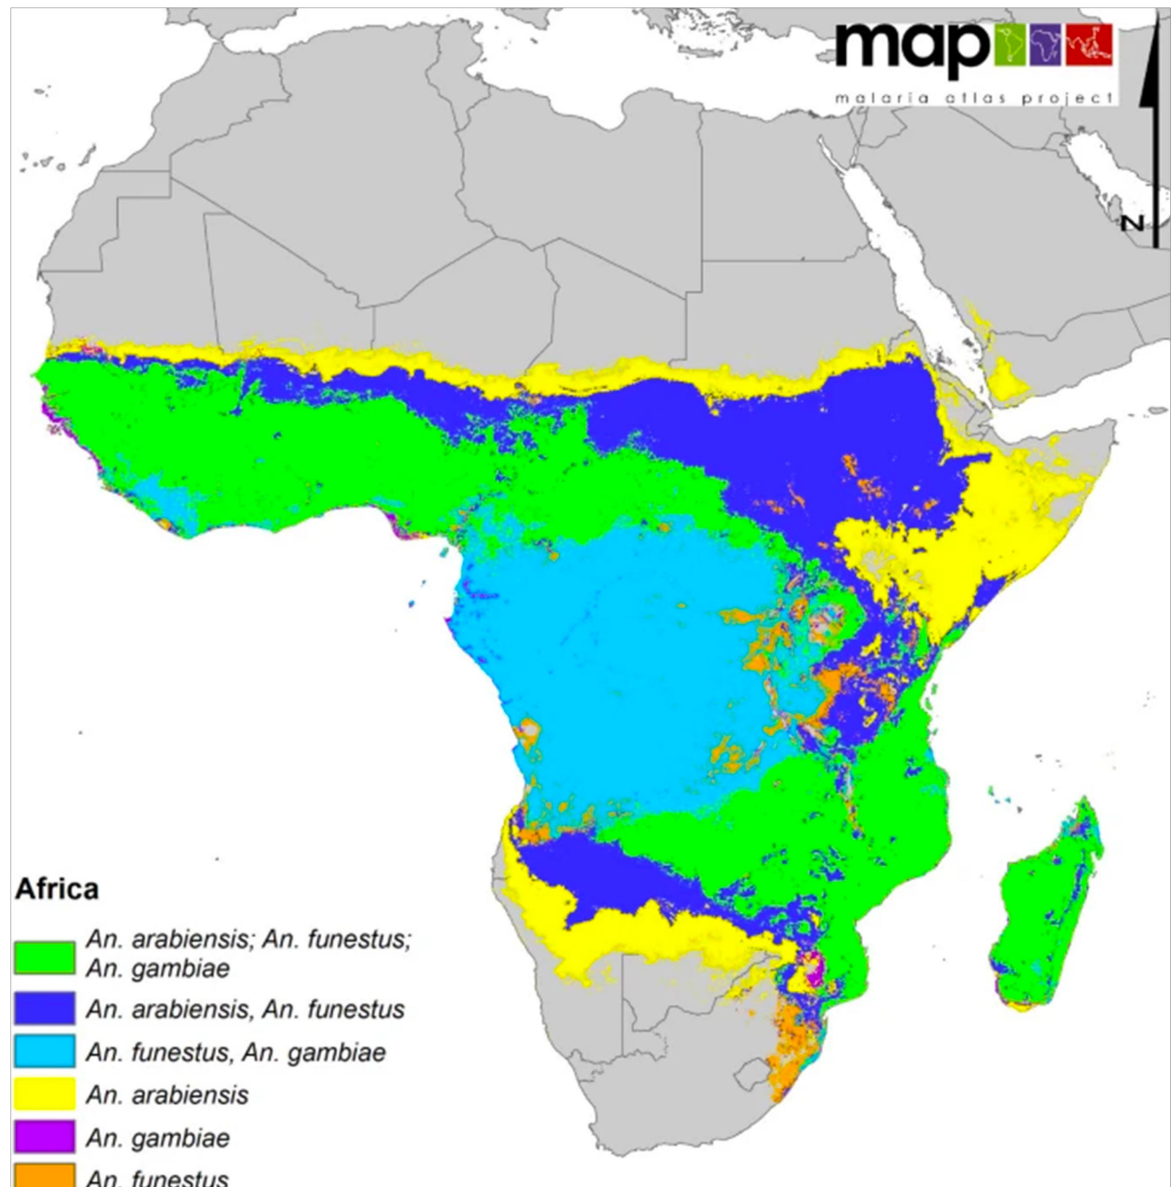 map
malaria atlas project
N
Africa
An. arabiensis; An. funestus;
An. gambiae
An. arabiensis, An. funestus
An. funestus, An. gambiae
An. arabiensis
An. gambiae
An. funestus